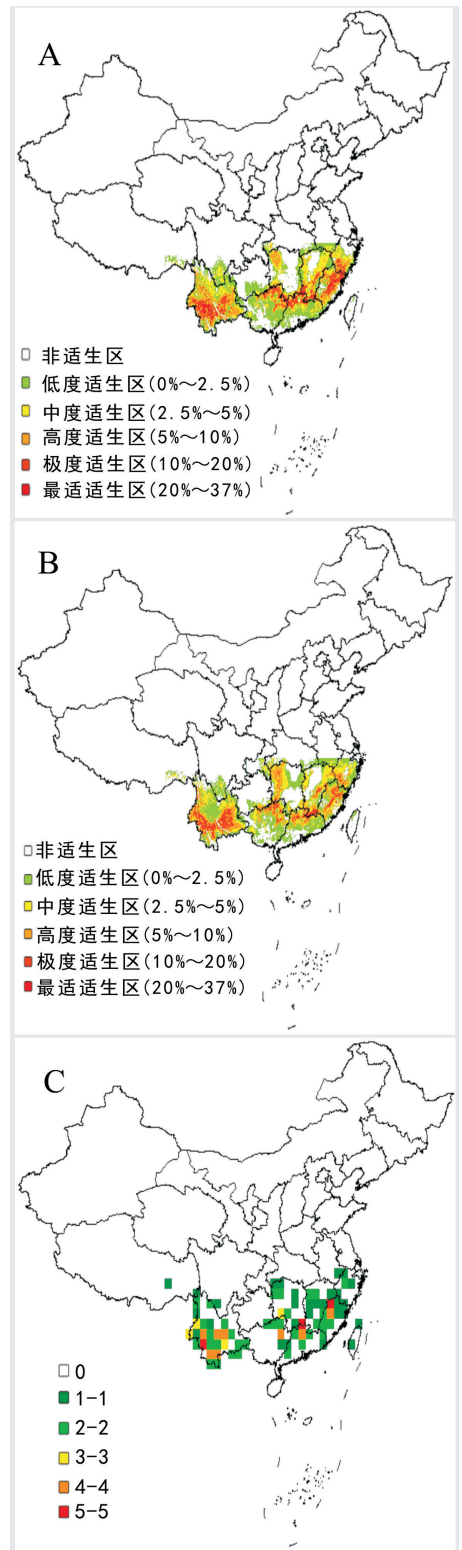 A
非适生区
低度适生区(0%～2.5%)
中度适生区(2.5%～5%)
高度适生区(5%～10%)
极度适生区(10%～20%)
最适适生区(20%～37%)
B
非适生区
低度适生区(0%～2.5%)
中度适生区(2.5%～5%)
高度适生区(5%～10%)
极度适生区(10%～20%)
最适适生区(20%～37%)
C
0
1-1
2-2
3-3
4-4
5-5